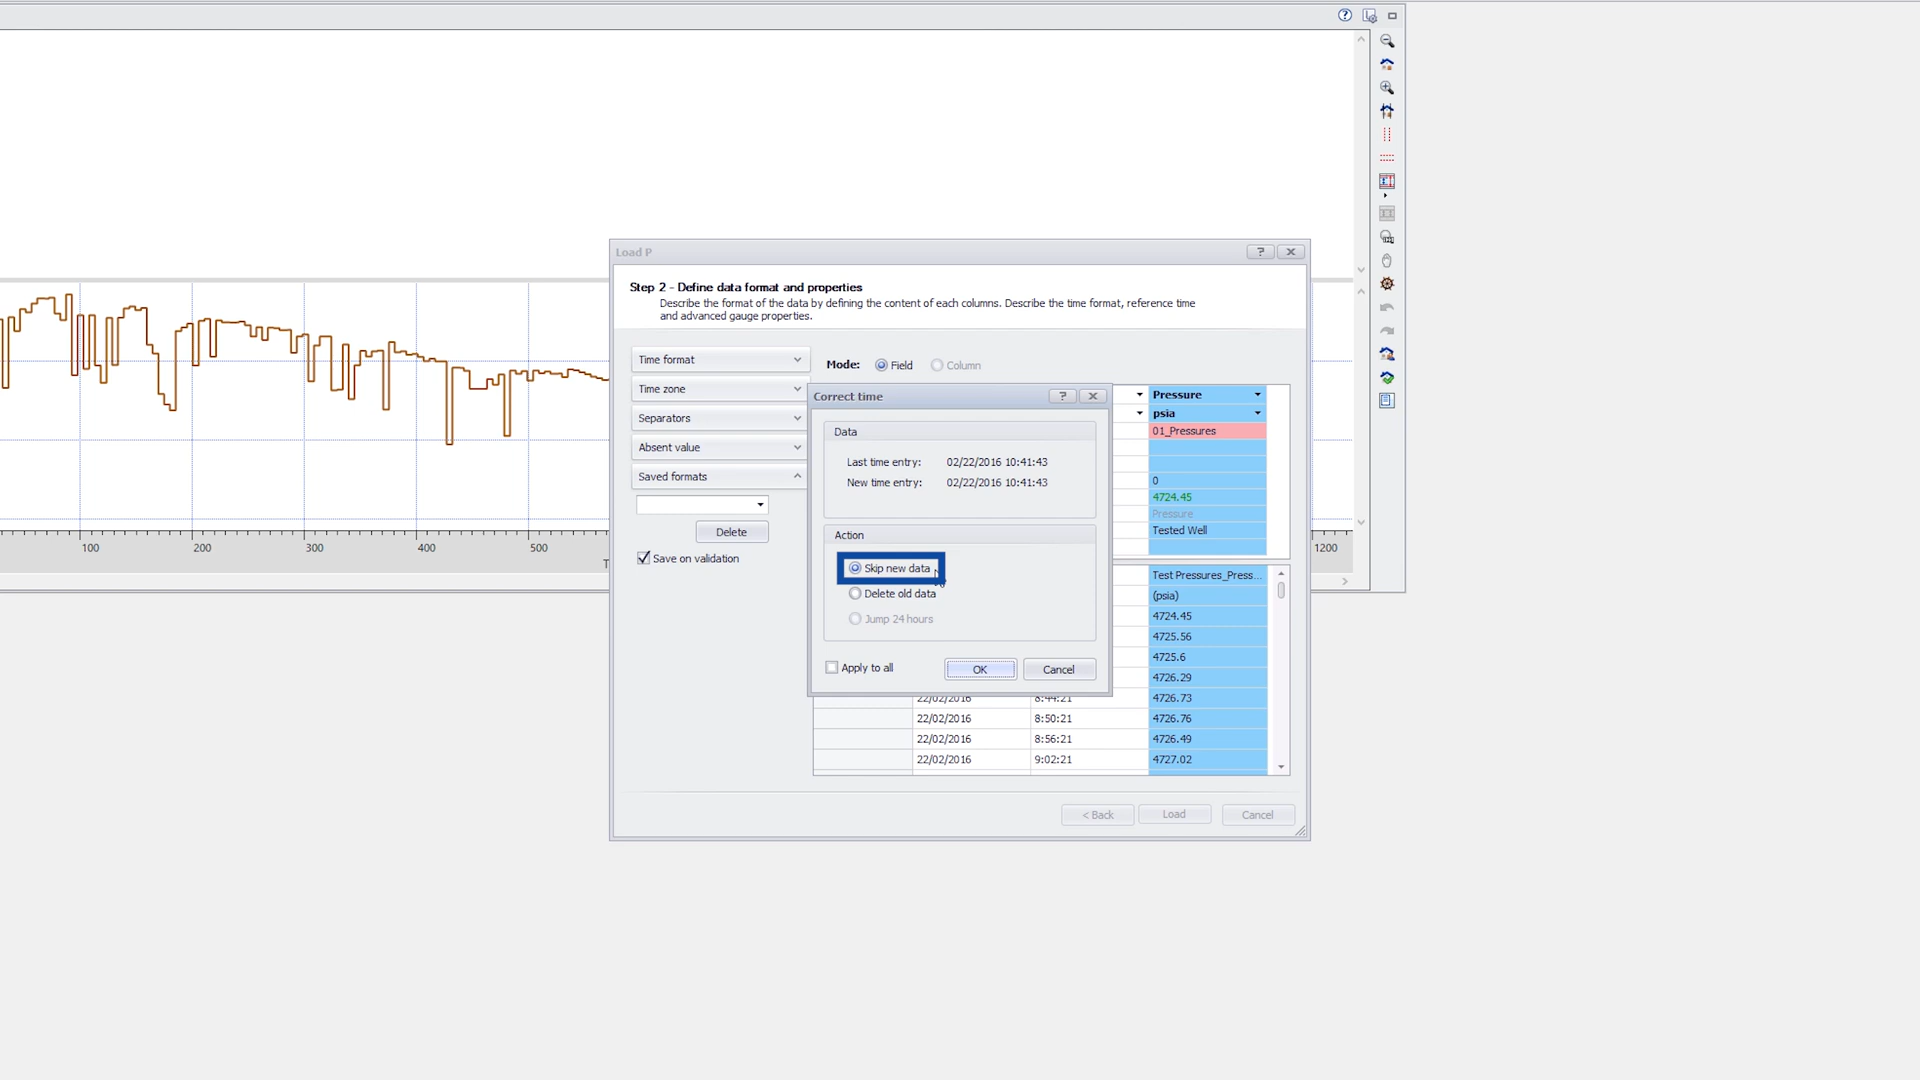 Load P
Step 2 - Define data format and properties
Describe the format of the data by defining the content of each columns. Describe the time format, reference time
and advanced gauge properties.
Time format
Time zone
Separators
Absent value
Saved formats
Delete
Save on validation
Mode: Field Column
Correct time
Data
Last time entry: 02/22/2016 10:41:43
New time entry: 02/22/2016 10:41:43
Action
Skip new data
Delete old data
Jump 24 hours
Apply to all
OK
Cancel
Pressure
psia
01_Pressures
0
4724.45
Pressure
Tested Well
Test Pressures_Press...
(psia)
4724.45
4725.56
4725.6
4726.29
22/02/2016 8:44:21 4726.73
22/02/2016 8:50:21 4726.76
22/02/2016 8:56:21 4726.49
22/02/2016 9:02:21 4727.02
< Back
Load
Cancel
100 200 300 400 500 1200